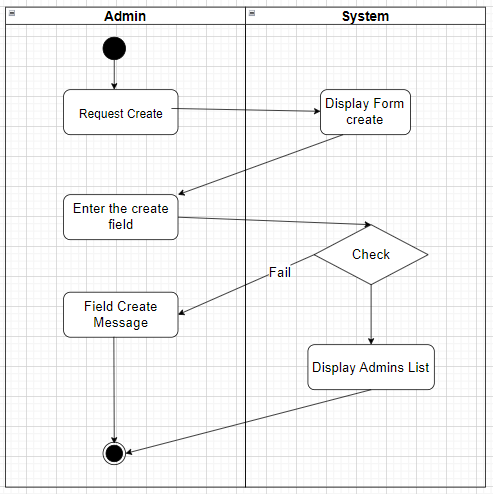 Admin
System
Request Create
Display Form
create
Enter the create
field
Check
Fail
Field Create
Message
Display Admins List